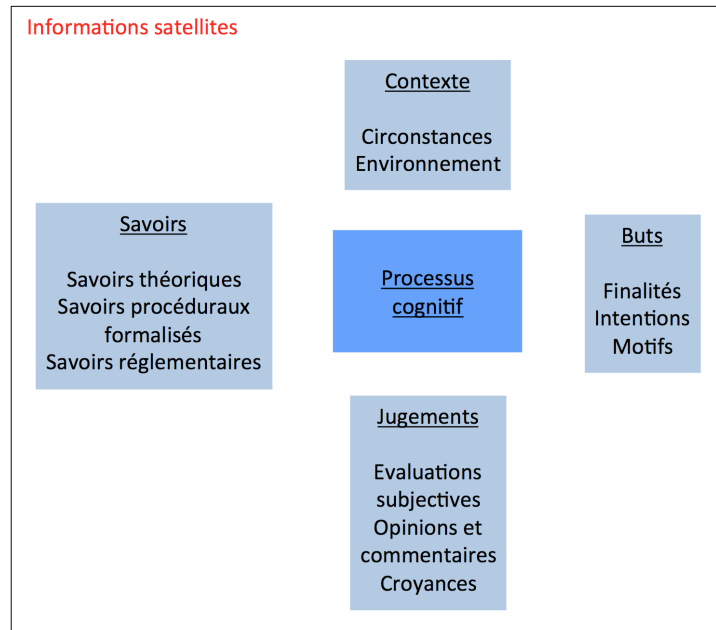 Informations satellites
Contexte
Circonstances
Environnement
Savoirs
Savoirs théoriques
Savoirs procéduraux
formalisés
Savoirs réglementaires
Processus
cognitif
Buts
Finalités
Intentions
Motifs
Jugements
Evaluations
subjectives
Opinions et
commentaires
Croyances